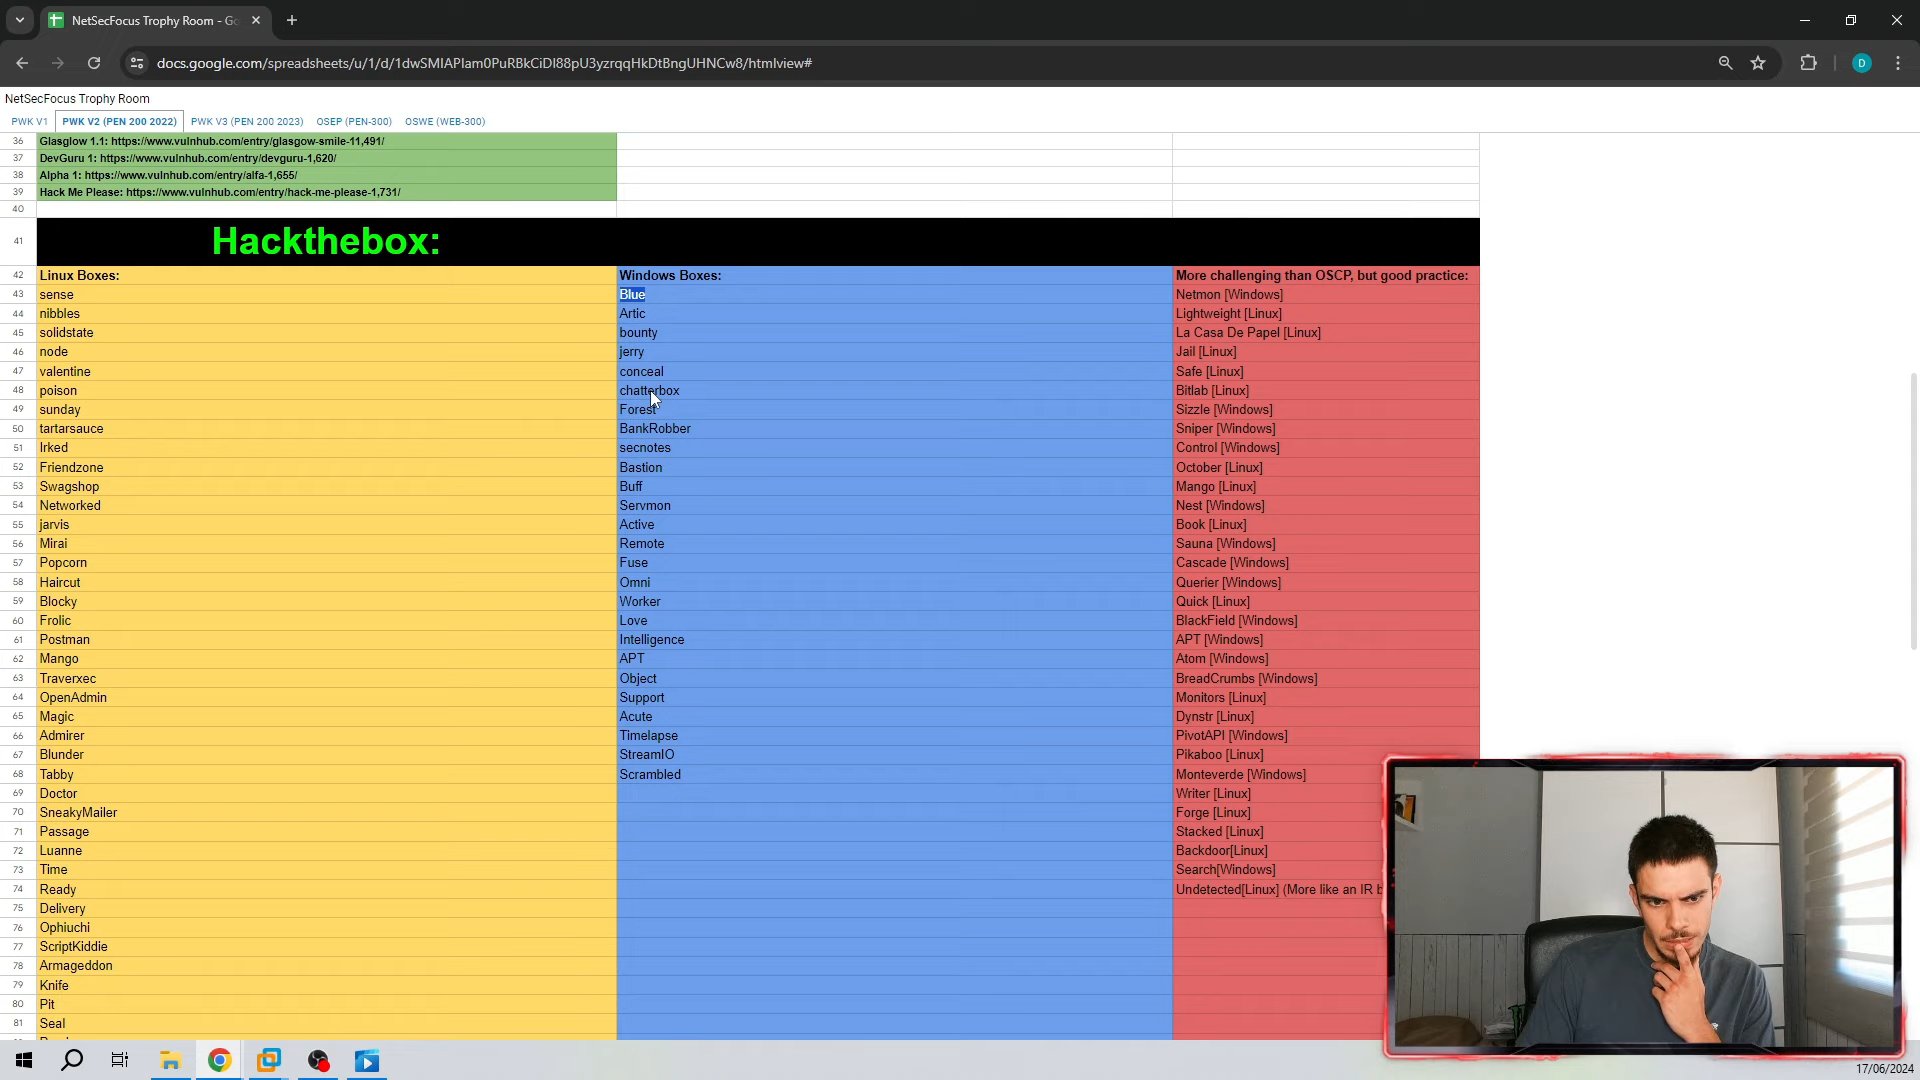 NetSecFocus Trophy Room - Go
docs.google.com/spreadsheets/u/1/d/1dwSMIAPIam0PuRBkCiDI88pU3yzrqqHkDtBngUHNCw8/htmlview#
D
NetSecFocus Trophy Room
PWK V1 PWK V2 (PEN 200 2022) PWK V3 (PEN 200 2023) OSEP (PEN-300) OSWE (WEB-300)
36 Glasglow 1.1: https://www.vulnhub.com/entry/glasgow-smile-11,491/
37 DevGuru 1: https://www.vulnhub.com/entry/devguru-1,620/
38 Alpha 1: https://www.vulnhub.com/entry/alfa-1,655/
39 Hack Me Please: https://www.vulnhub.com/entry/hack-me-please-1,731/
40
41 Hackthebox:
42 Linux Boxes: Windows Boxes: More challenging than OSCP, but good practice:
43 sense Blue Netmon [Windows]
44 nibbles Artic Lightweight [Linux]
45 solidstate bounty La Casa De Papel [Linux]
46 node jerry Jail [Linux]
47 valentine conceal Safe [Linux]
48 poison chatterbox Bitlab [Linux]
49 sunday Forest Sizzle [Windows]
50 tartarsauce BankRobber Sniper [Windows]
51 Irked secnotes Control [Windows]
52 Friendzone Bastion October [Linux]
53 Swagshop Buff Mango [Linux]
54 Networked Servmon Nest [Windows]
55 jarvis Active Book [Linux]
56 Mirai Remote Sauna [Windows]
57 Popcorn Fuse Cascade [Windows]
58 Haircut Omni Querier [Windows]
59 Blocky Worker Quick [Linux]
60 Frolic Love BlackField [Windows]
61 Postman Intelligence APT [Windows]
62 Mango APT Atom [Windows]
63 Traverxec Object BreadCrumbs [Windows]
64 OpenAdmin Support Monitors [Linux]
65 Magic Acute Dynstr [Linux]
66 Admirer Timelapse PivotAPI [Windows]
67 Blunder StreamIO Pikaboo [Linux]
68 Tabby Scrambled Monteverde [Windows]
69 Doctor Writer [Linux]
70 SneakyMailer Forge [Linux]
71 Passage Stacked [Linux]
72 Luanne Backdoor[Linux]
73 Time Search[Windows]
74 Ready Undetected[Linux] (More like an IR b
75 Delivery
76 Ophiuchi
77 ScriptKiddie
78 Armageddon
79 Knife
80 Pit
81 Seal
17/06/2024